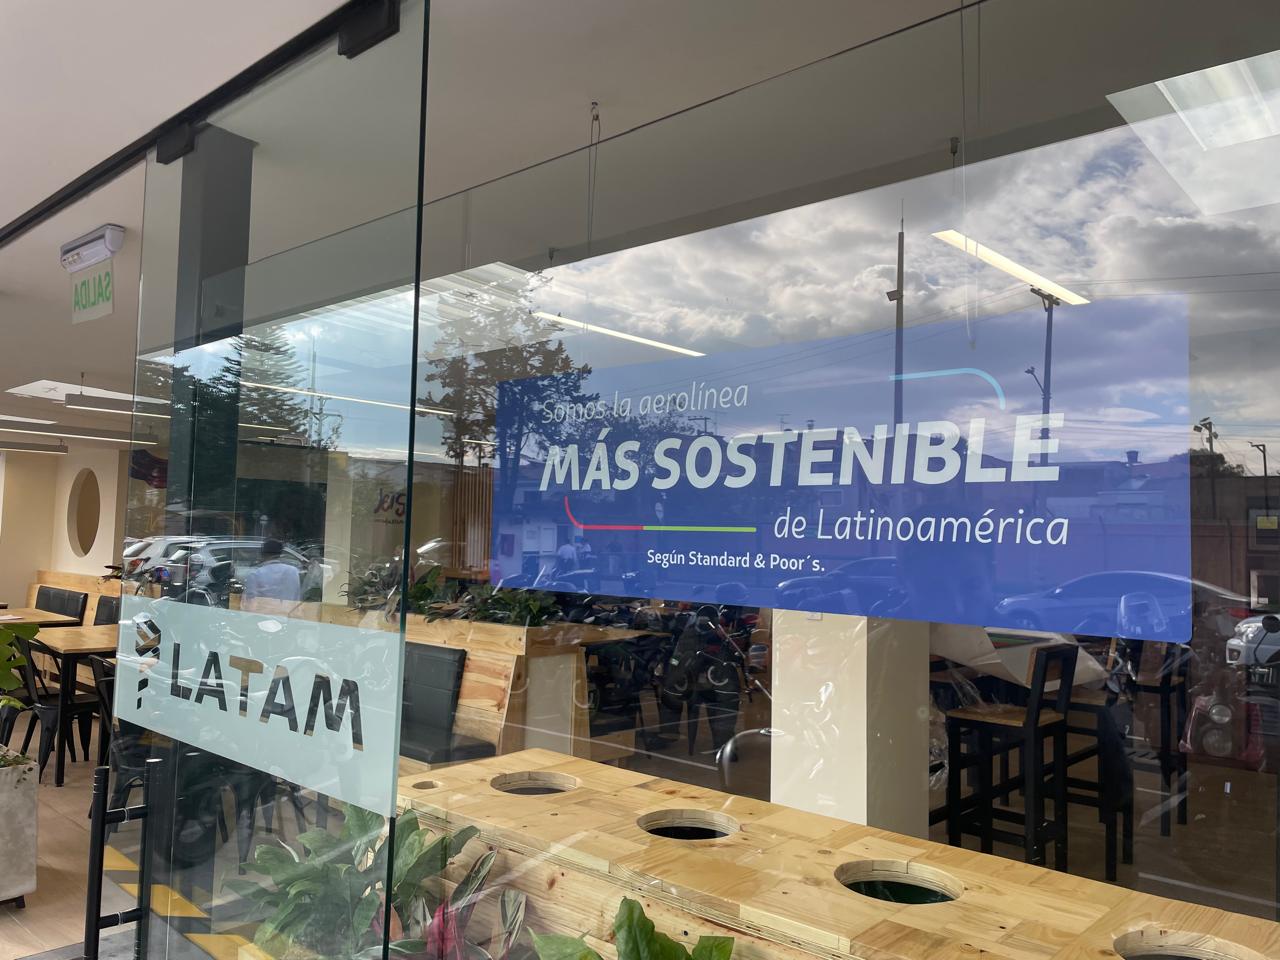 SALIDA
Somos la aerolínea
MÁS SOSTENIBLE
de Latinoamérica
Según Standard & Poor´s.
LATAM